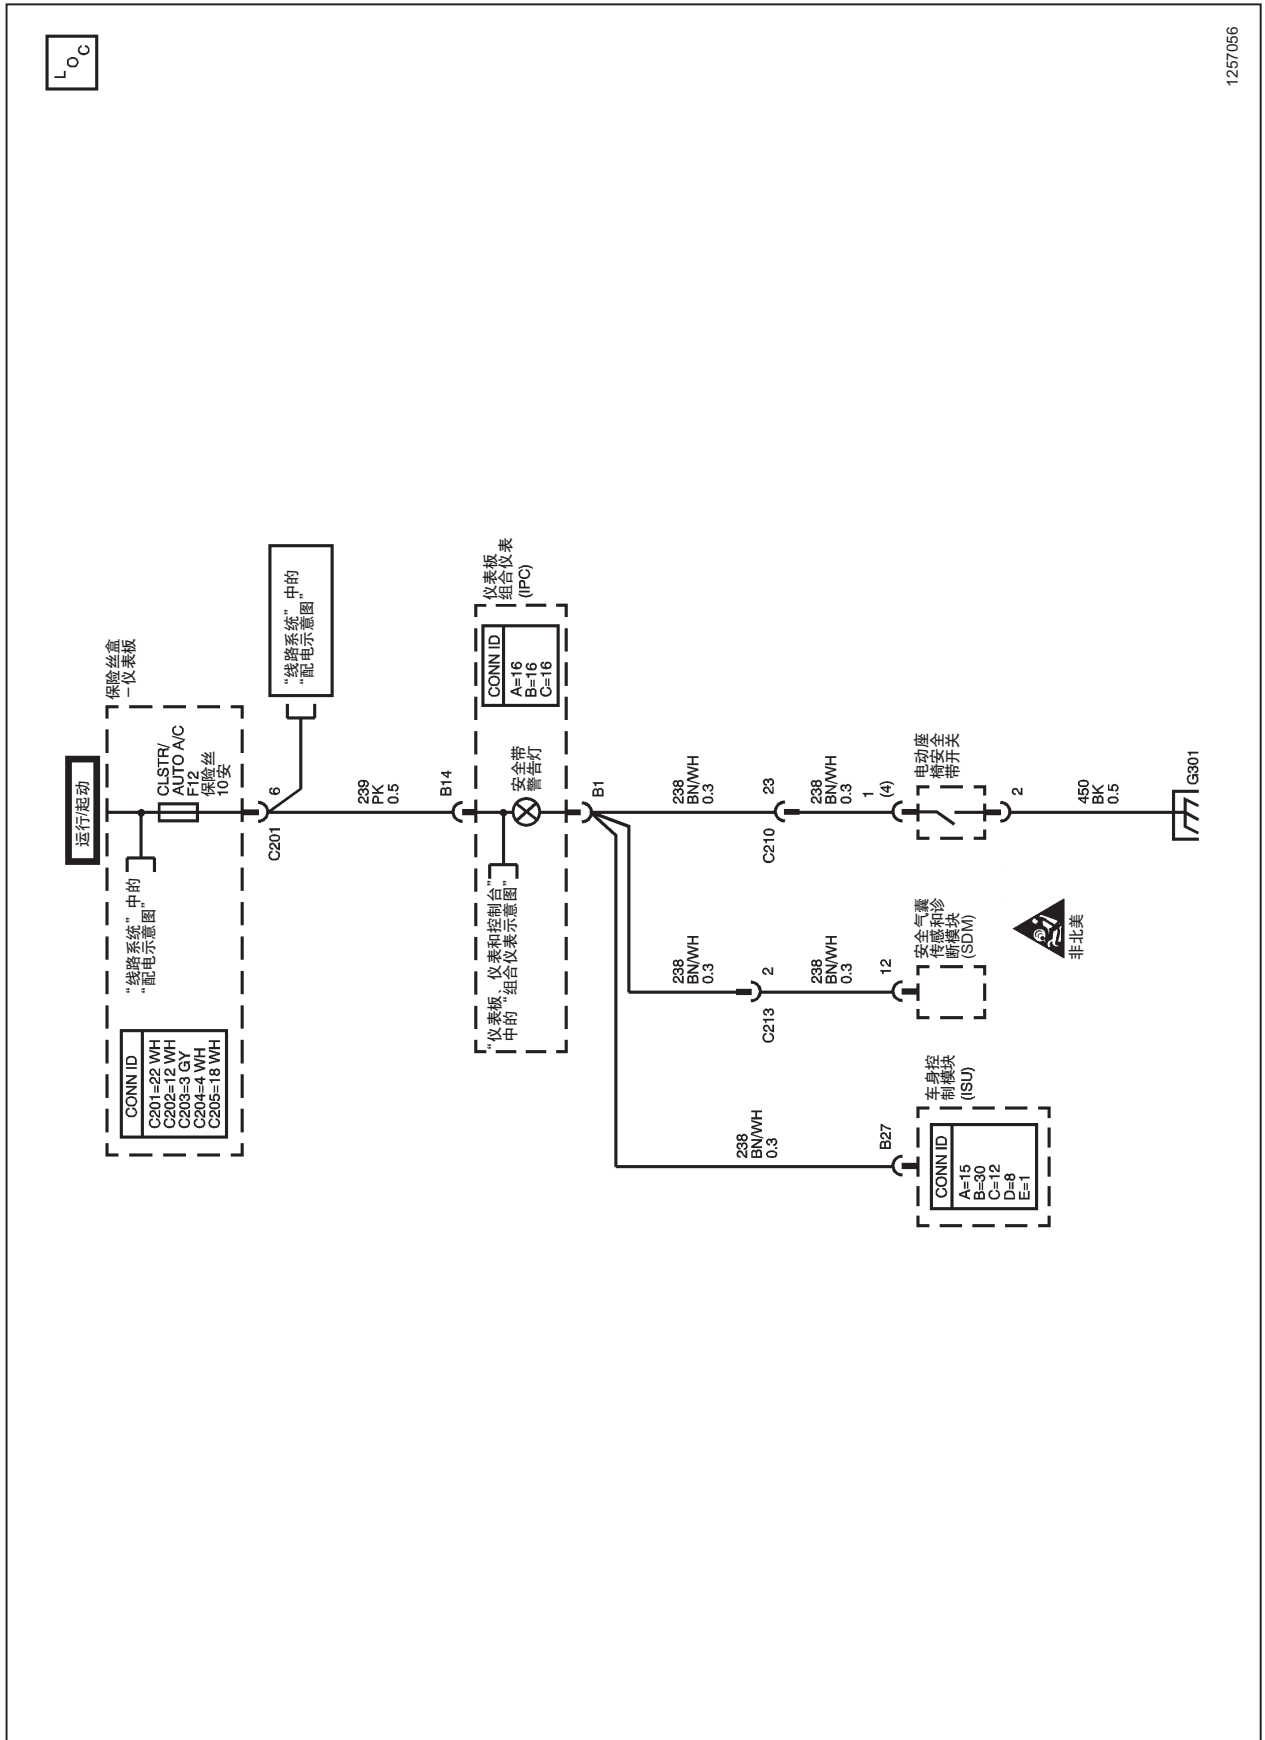 LOC
运行/起动
保险丝盒
–仪表板
CONN ID
C201=22 WH
C202=12 WH
C203=3 GY
C204=4 WH
C205=18 WH
“线路系统”中的
“配电示意图”
CLSTR/
AUTO A/C
F12
保险丝
10安
C201
6
“线路系统”中的
“配电示意图”
239
PK
0.5
B14
“仪表板、仪表和控制台”
中的“组合仪表示意图”
安全带
警告灯
CONN ID
A=16
B=16
C=16
仪表板
组合仪表
(IPC)
B1
238
BN/WH
0.3
238
BN/WH
0.3
238
BN/WH
0.3
C213
2
C210
23
238
BN/WH
0.3
238
BN/WH
0.3
B27
12
1
(4)
车身控
制模块
(ISU)
CONN ID
A=15
B=30
C=12
D=8
E=1
安全气囊
传感和诊
断模块
(SDM)
电动座
椅安全
带开关
2
非北美
450
BK
0.5
G301
1257056